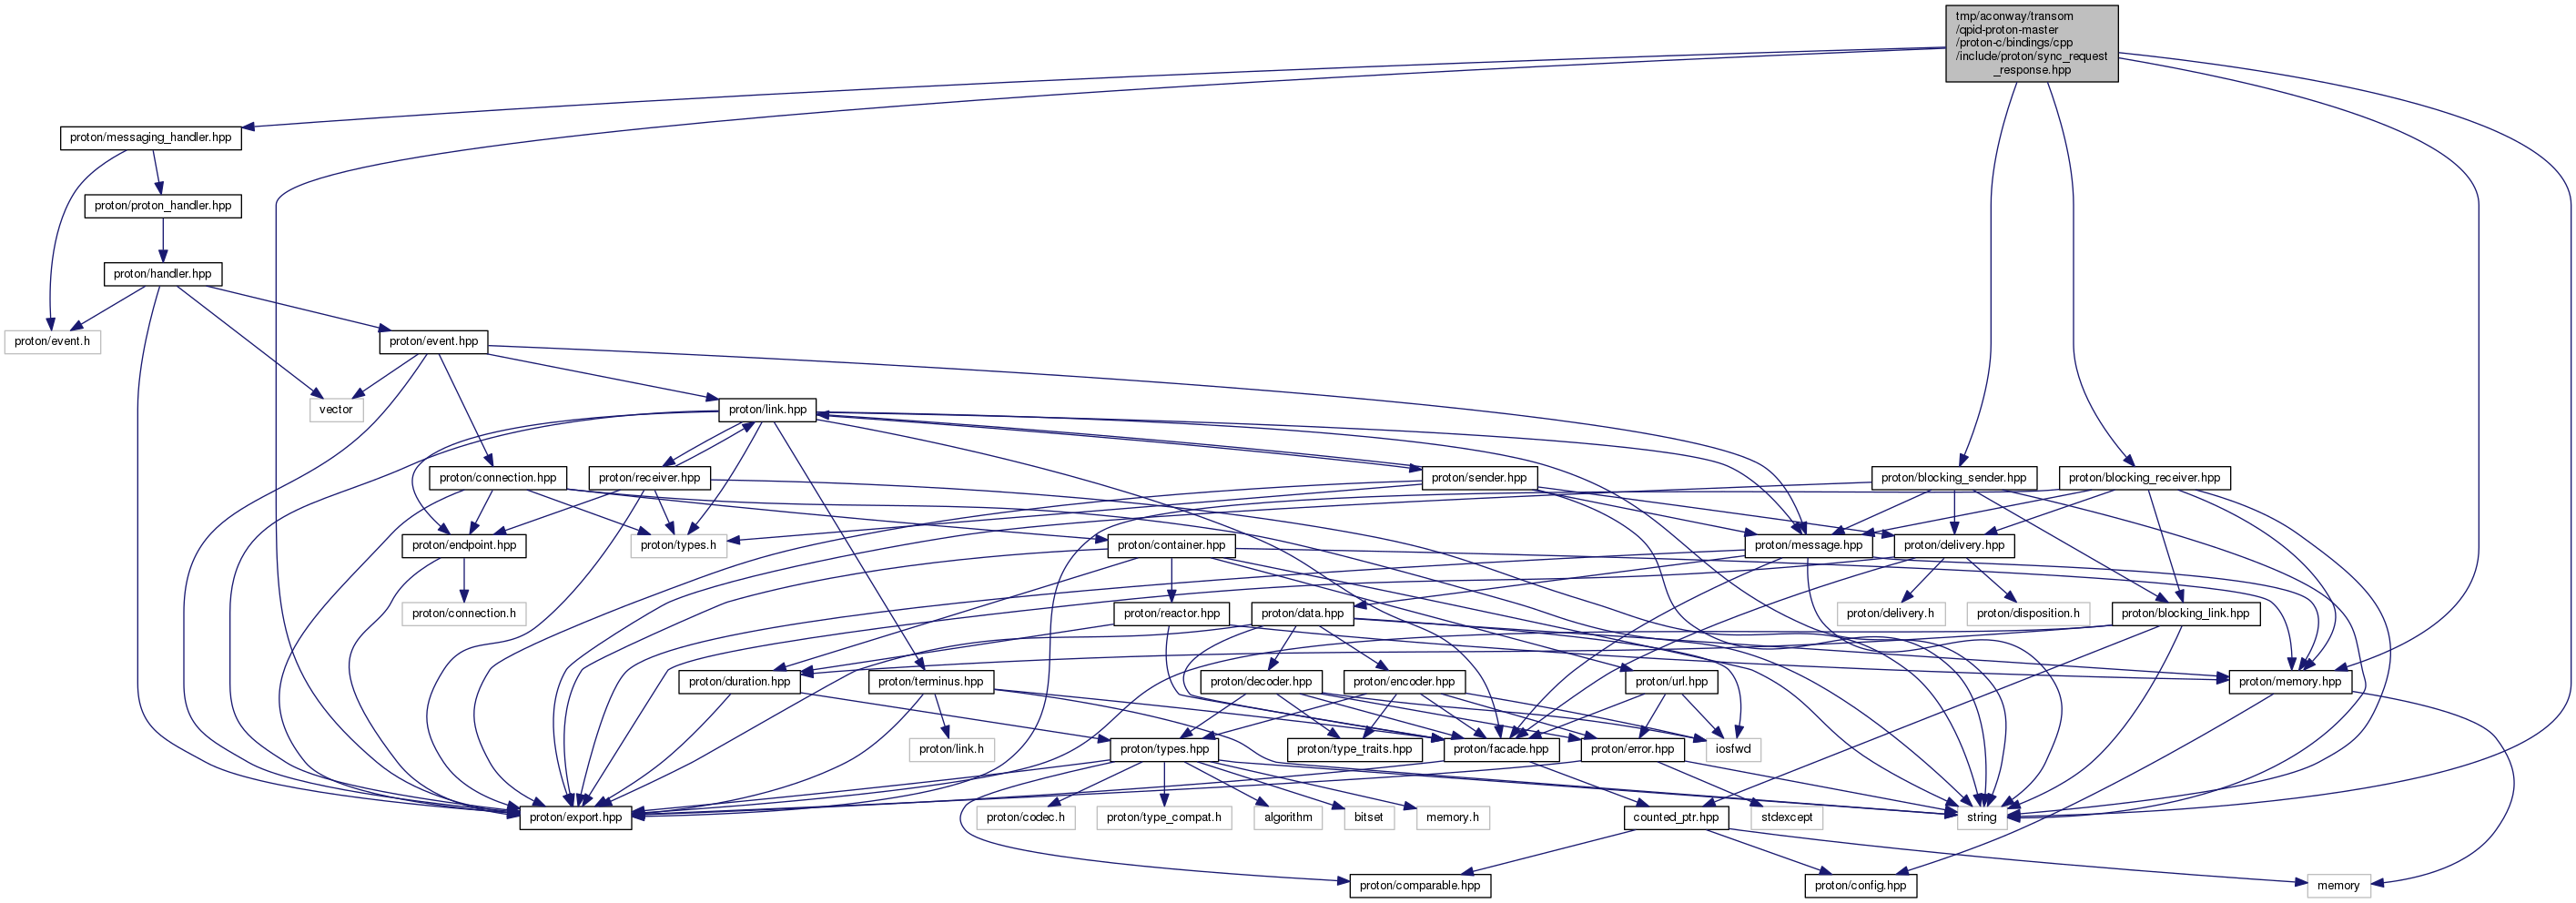 tmp/aconway/transom
/qpid-proton-master
/proton-c/bindings/cpp
/include/proton/sync_request
_response.hpp
proton/messaging_handler.hpp
proton/proton_handler.hpp
proton/handler.hpp
proton/event.h
proton/event.hpp
vector
proton/link.hpp
proton/connection.hpp
proton/receiver.hpp
proton/sender.hpp
proton/blocking_sender.hpp
proton/blocking_receiver.hpp
proton/endpoint.hpp
proton/types.h
proton/container.hpp
proton/message.hpp
proton/delivery.hpp
proton/connection.h
proton/reactor.hpp
proton/data.hpp
proton/delivery.h
proton/disposition.h
proton/blocking_link.hpp
proton/duration.hpp
proton/terminus.hpp
proton/decoder.hpp
proton/encoder.hpp
proton/url.hpp
proton/memory.hpp
proton/link.h
proton/types.hpp
proton/type_traits.hpp
proton/facade.hpp
proton/error.hpp
iosfwd
proton/export.hpp
proton/codec.h
proton/type_compat.h
algorithm
bitset
memory.h
counted_ptr.hpp
stdexcept
string
proton/comparable.hpp
proton/config.hpp
memory